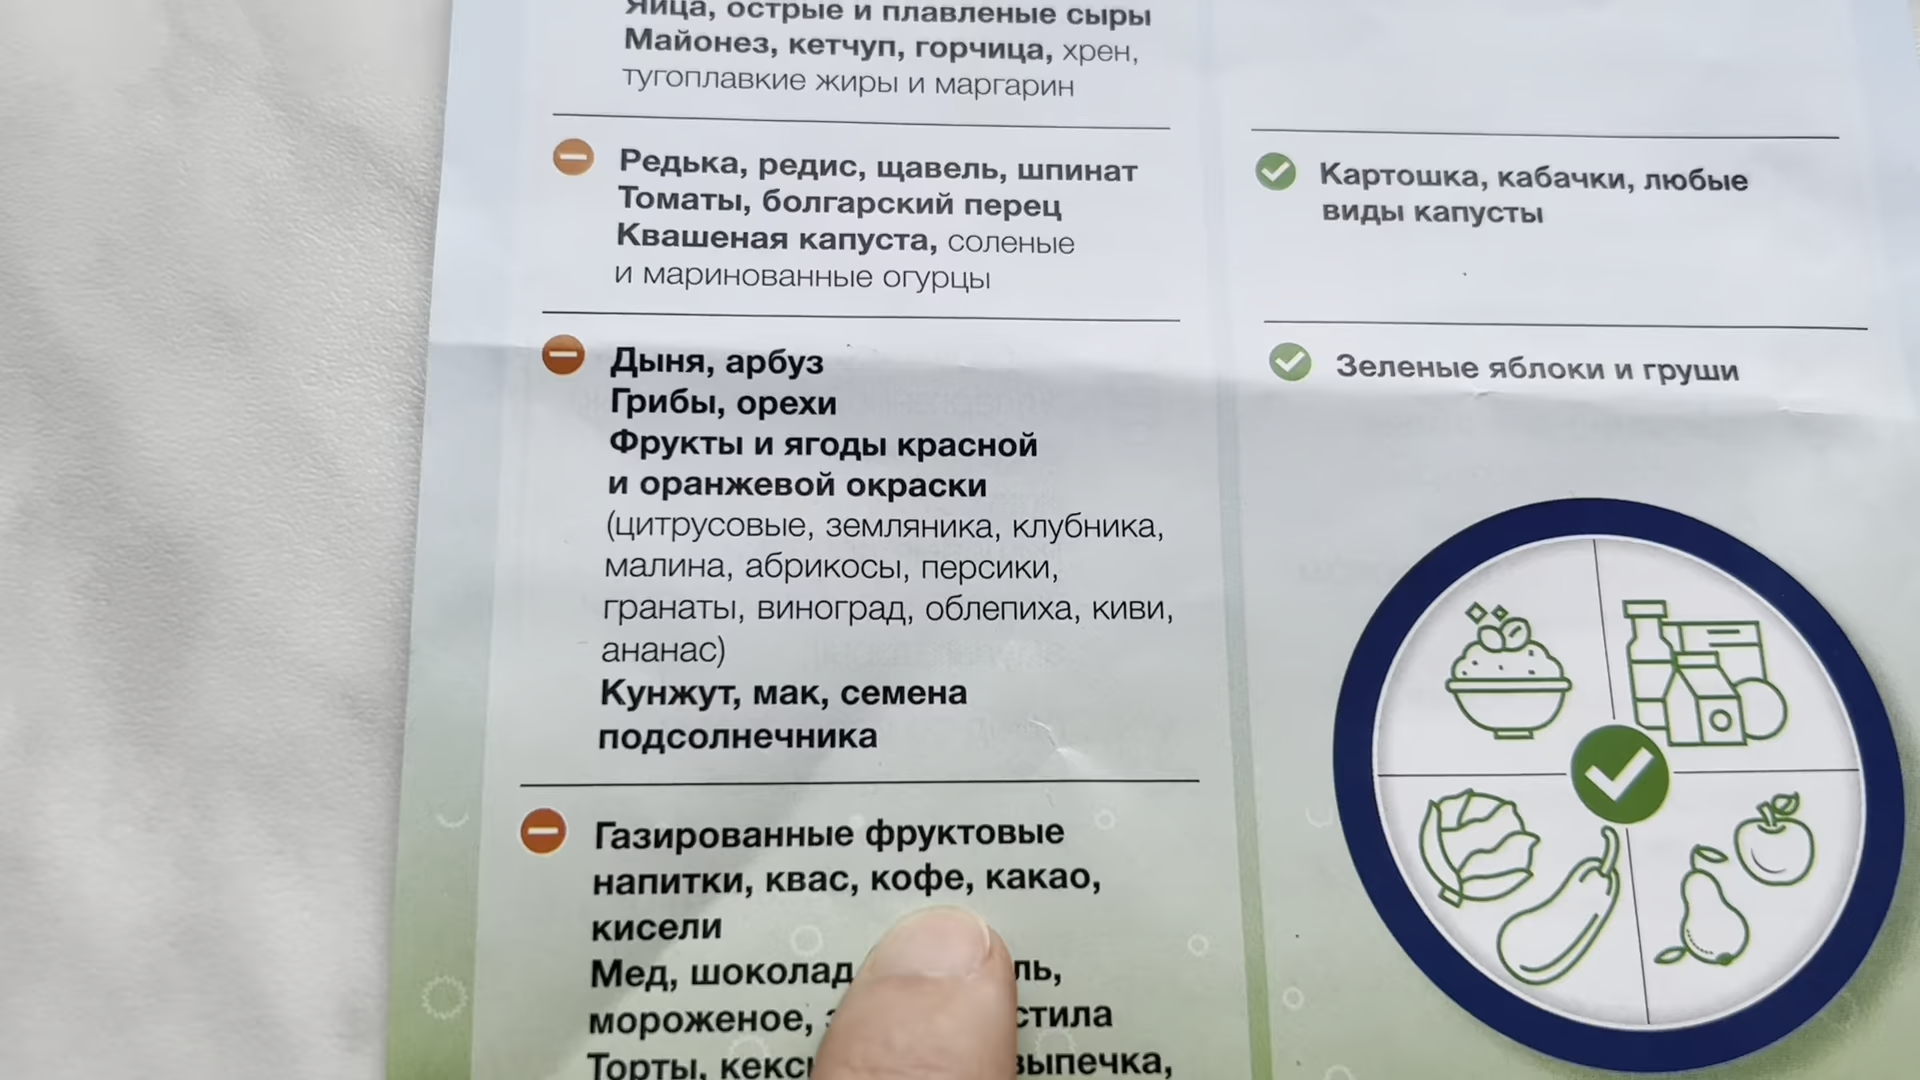 Яйца, острые и плавленые сыры
Майонез, кетчуп, горчица, хрен,
тугоплавкие жиры и маргарин
Редька, редис, щавель, шпинат
Томаты, болгарский перец
Квашеная капуста, соленые
и маринованные огурцы
Картошка, кабачки, любые
виды капусты
Дыня, арбуз
Грибы, орехи
Фрукты и ягоды красной
и оранжевой окраски
(цитрусовые, земляника, клубника,
малина, абрикосы, персики,
гранаты, виноград, облепиха, киви,
ананас)
Кунжут, мак, семена
подсолнечника
Зеленые яблоки и груши
Газированные фруктовые
напитки, квас, кофе, какао,
кисели
Мед, шоколад
мороженое,
Торты, выпечка,